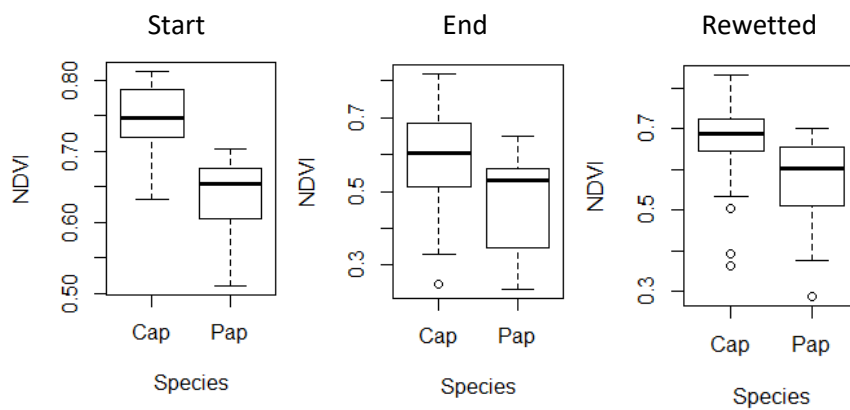 Start
End
Rewetted
NDVI
0.80
0.70
0.60
0.50
Cap
Pap
Species
NDVI
0.7
0.5
0.3
Cap
Pap
Species
NDVI
0.7
0.5
0.3
Cap
Pap
Species